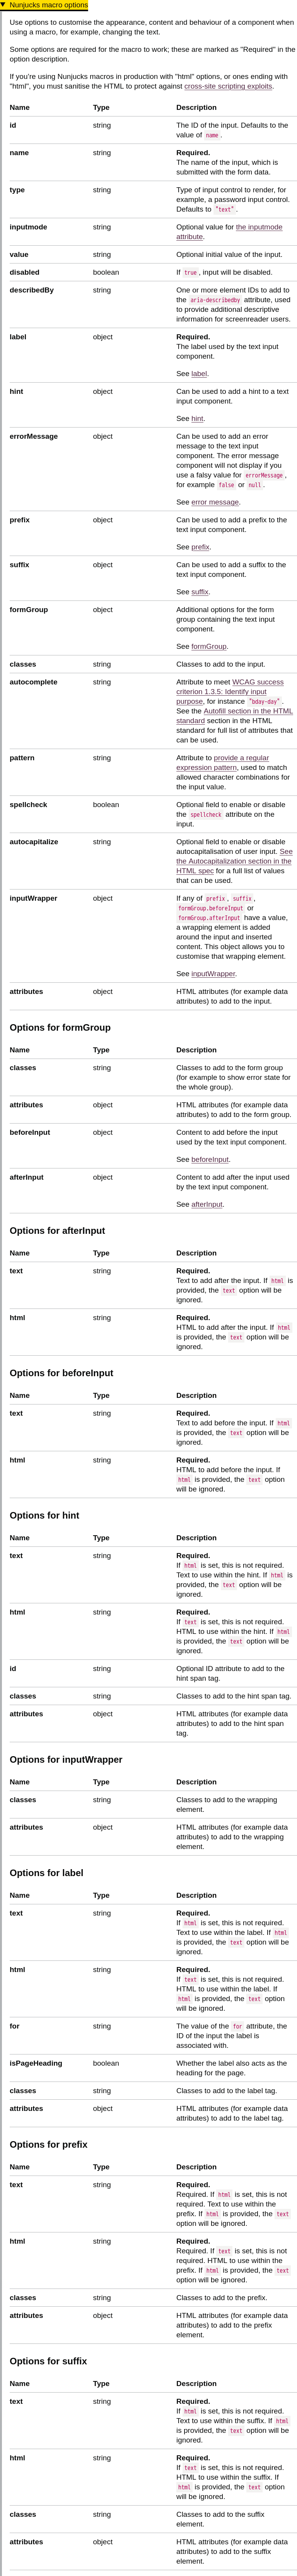 ▼ Nunjucks macro options
Use options to customise the appearance, content and behaviour of a component when
using a macro, for example, changing the text.
Some options are required for the macro to work; these are marked as "Required" in the
option description.
If you're using Nunjucks macros in production with "html" options, or ones ending with
"html", you must sanitise the HTML to protect against cross-site scripting exploits.
Name Type Description
id string The ID of the input. Defaults to the
value of name.
name string Required.
The name of the input, which is
submitted with the form data.
type string Type of input control to render, for
example, a password input control.
Defaults to "text".
inputmode string Optional value for the inputmode
attribute.
value string Optional initial value of the input.
disabled boolean If true, input will be disabled.
describedBy string One or more element IDs to add to
the aria-describedby attribute, used
to provide additional descriptive
information for screenreader users.
label object Required.
The label used by the text input
component.
See label.
hint object Can be used to add a hint to a text
input component.
See hint.
errorMessage object Can be used to add an error
message to the text input
component. The error message
component will not display if you
use a falsy value for errorMessage,
for example false or null.
See error message.
prefix object Can be used to add a prefix to the
text input component.
See prefix.
suffix object Can be used to add a suffix to the
text input component.
See suffix.
formGroup object Additional options for the form
group containing the text input
component.
See formGroup.
classes string Classes to add to the input.
autocomplete string Attribute to meet WCAG success
criterion 1.3.5: Identify input
purpose, for instance "bday-day".
See the Autofill section in the HTML
standard section in the HTML
standard for full list of attributes that
can be used.
pattern string Attribute to provide a regular
expression pattern, used to match
allowed character combinations for
the input value.
spellcheck boolean Optional field to enable or disable
the spellcheck attribute on the
input.
autocapitalize string Optional field to enable or disable
autocapitalisation of user input. See
the Autocapitalization section in the
HTML spec for a full list of values
that can be used.
inputWrapper object If any of prefix, suffix,
formGroup.beforeInput or
formGroup.afterInput have a value,
a wrapping element is added
around the input and inserted
content. This object allows you to
customise that wrapping element.
See inputWrapper.
attributes object HTML attributes (for example data
attributes) to add to the input.
Options for formGroup
Name Type Description
classes string Classes to add to the form group
(for example to show error state for
the whole group).
attributes object HTML attributes (for example data
attributes) to add to the form group.
beforeInput object Content to add before the input
used by the text input component.
See beforeInput.
afterInput object Content to add after the input used
by the text input component.
See afterInput.
Options for afterInput
Name Type Description
text string Required.
Text to add after the input. If html is
provided, the text option will be
ignored.
html string Required.
HTML to add after the input. If html
is provided, the text option will be
ignored.
Options for beforeInput
Name Type Description
text string Required.
Text to add before the input. If html
is provided, the text option will be
ignored.
html string Required.
HTML to add before the input. If
html is provided, the text option
will be ignored.
Options for hint
Name Type Description
text string Required.
If html is set, this is not required.
Text to use within the hint. If html is
provided, the text option will be
ignored.
html string Required.
If text is set, this is not required.
HTML to use within the hint. If html
is provided, the text option will be
ignored.
id string Optional ID attribute to add to the
hint span tag.
classes string Classes to add to the hint span tag.
attributes object HTML attributes (for example data
attributes) to add to the hint span
tag.
Options for inputWrapper
Name Type Description
classes string Classes to add to the wrapping
element.
attributes object HTML attributes (for example data
attributes) to add to the wrapping
element.
Options for label
Name Type Description
text string Required.
If html is set, this is not required.
Text to use within the label. If html
is provided, the text option will be
ignored.
html string Required.
If text is set, this is not required.
HTML to use within the label. If
html is provided, the text option
will be ignored.
for string The value of the for attribute, the
ID of the input the label is
associated with.
isPageHeading boolean Whether the label also acts as the
heading for the page.
classes string Classes to add to the label tag.
attributes object HTML attributes (for example data
attributes) to add to the label tag.
Options for prefix
Name Type Description
text string Required.
Required. If html is set, this is not
required. Text to use within the
prefix. If html is provided, the text
option will be ignored.
html string Required.
Required. If text is set, this is not
required. HTML to use within the
prefix. If html is provided, the text
option will be ignored.
classes string Classes to add to the prefix.
attributes object HTML attributes (for example data
attributes) to add to the prefix
element.
Options for suffix
Name Type Description
text string Required.
If html is set, this is not required.
Text to use within the suffix. If html
is provided, the text option will be
ignored.
html string Required.
If text is set, this is not required.
HTML to use within the suffix. If
html is provided, the text option
will be ignored.
classes string Classes to add to the suffix
element.
attributes object HTML attributes (for example data
attributes) to add to the suffix
element.